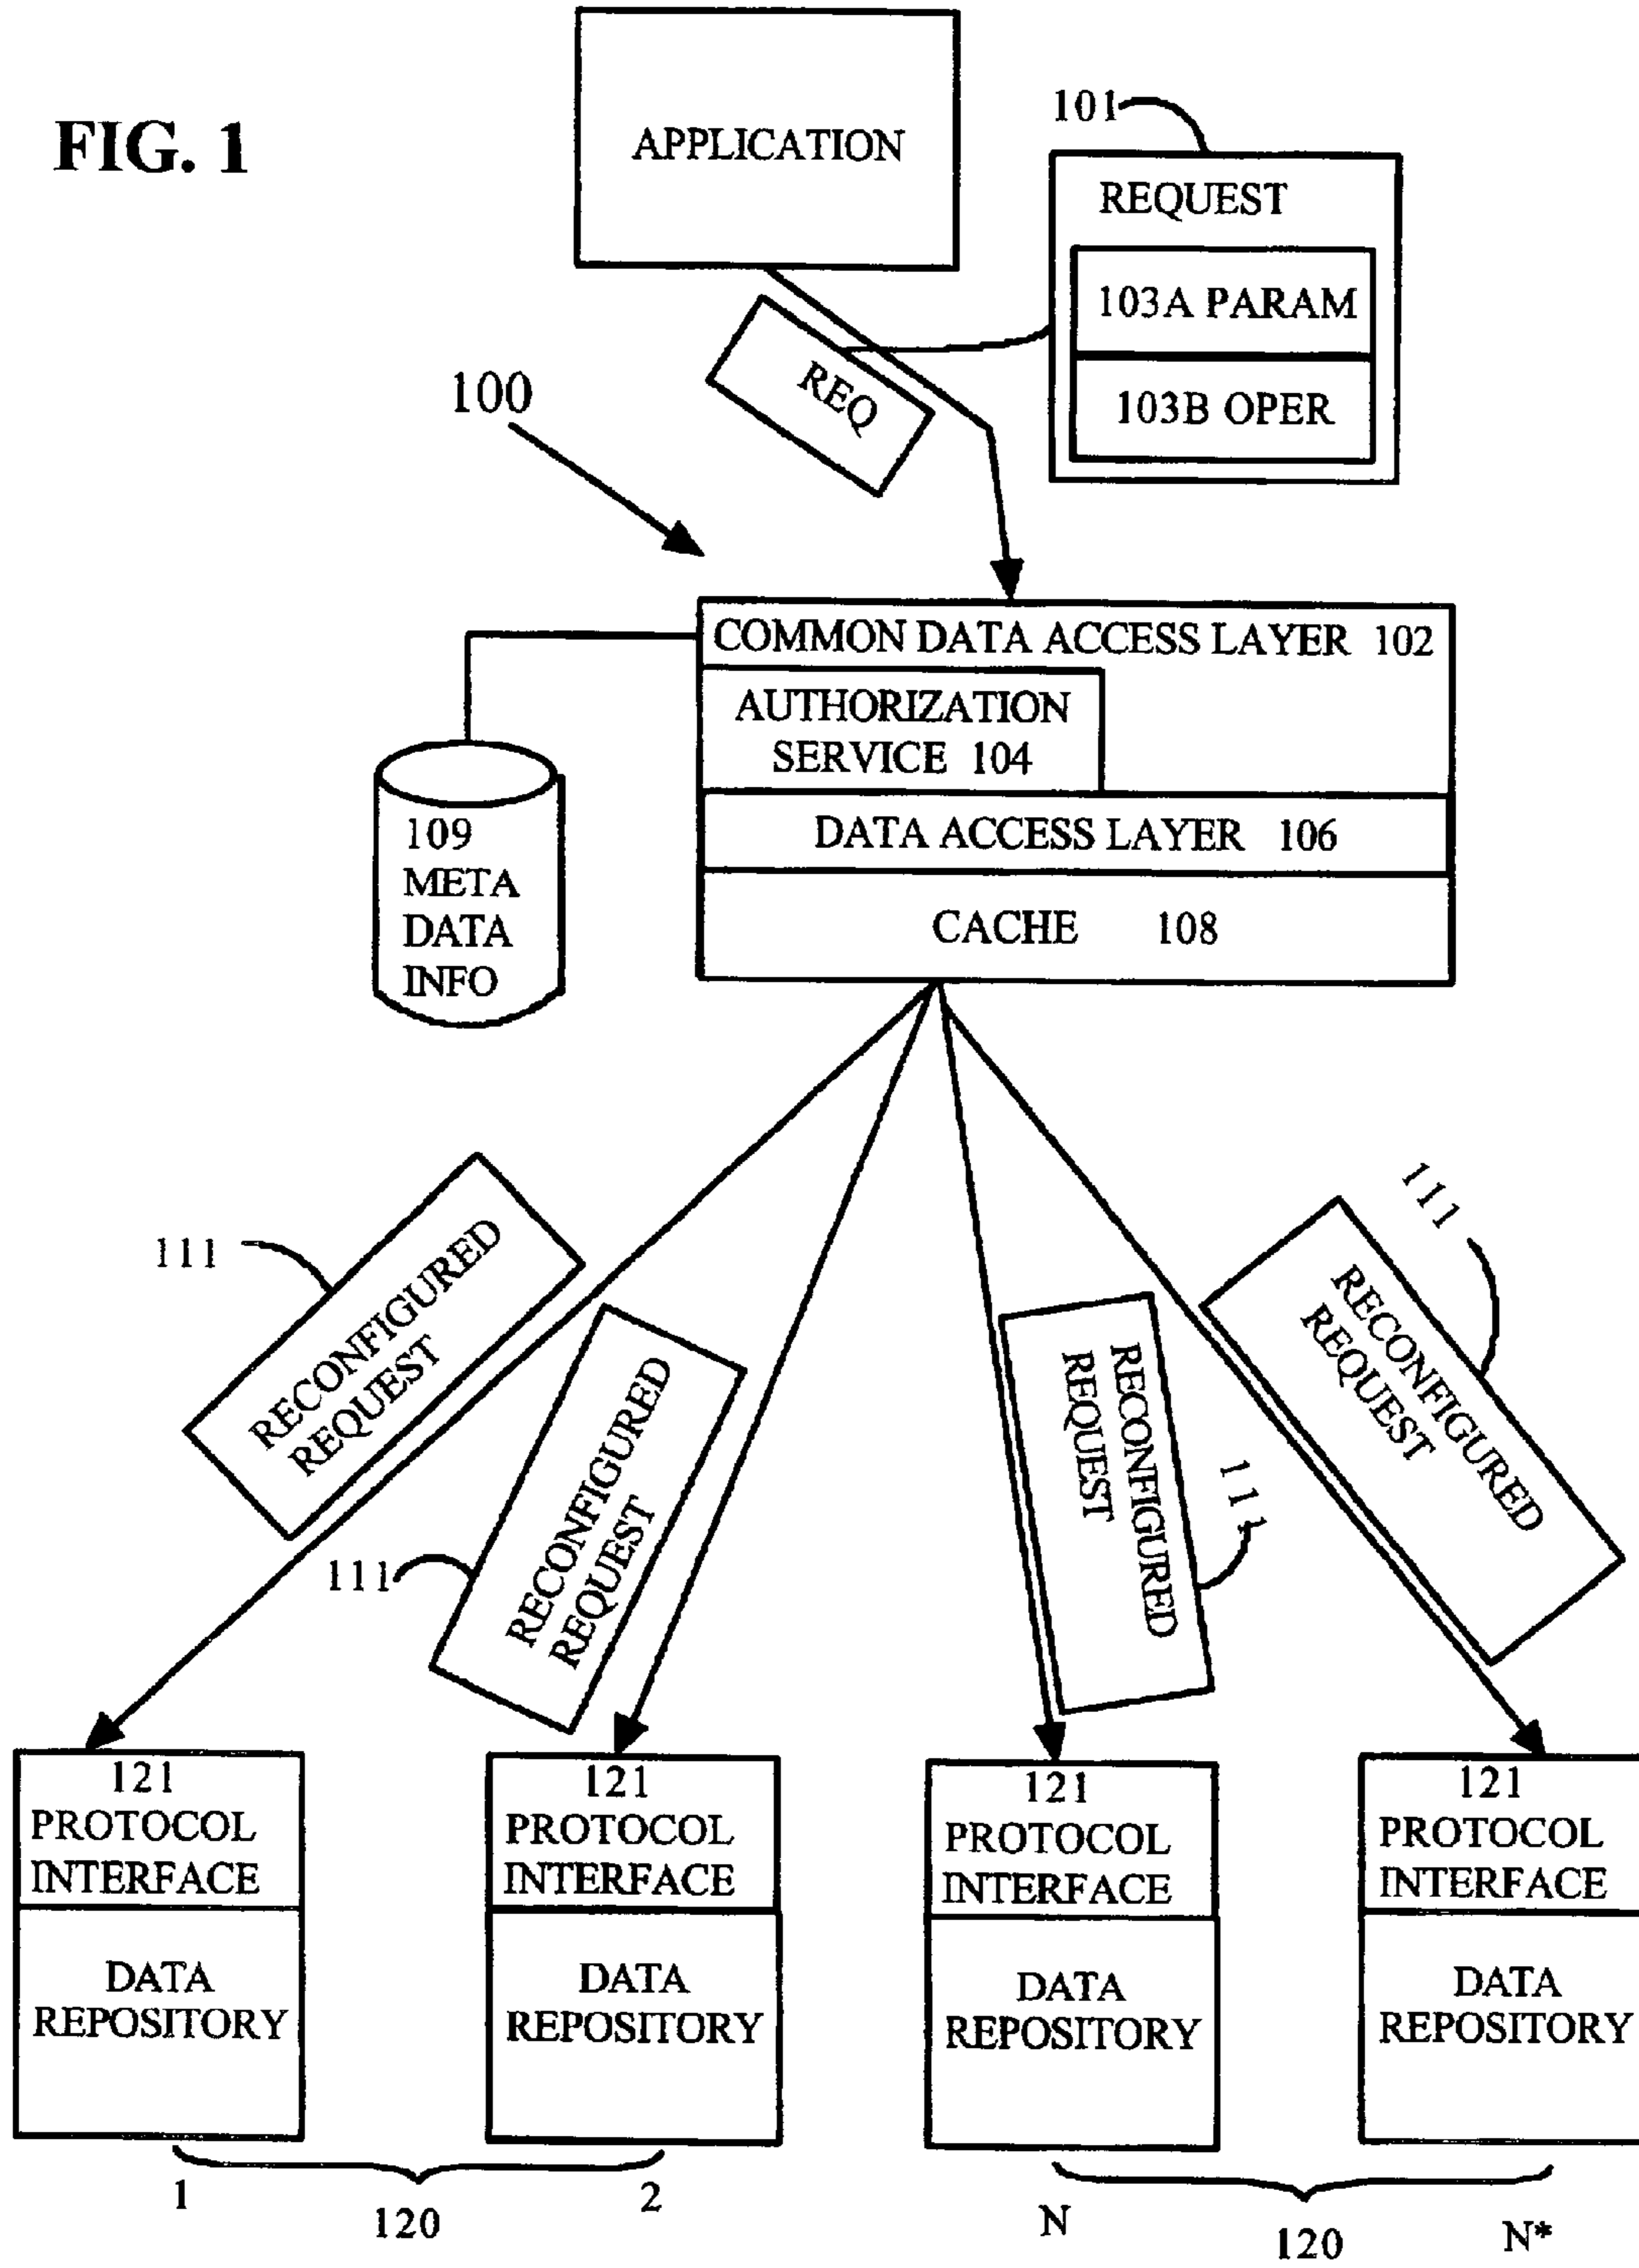 FIG. 1
APPLICATION
101
REQUEST
103A PARAM
103B OPER
REQ
100
COMMON DATA ACCESS LAYER 102
AUTHORIZATION
SERVICE 104
DATA ACCESS LAYER 106
CACHE 108
109
META
DATA
INFO
111
RECONFIGURED
REQUEST
111
RECONFIGURED
REQUEST
RECONFIGURED
REQUEST
111
RECONFIGURED
REQUEST
111
121
PROTOCOL
INTERFACE
DATA
REPOSITORY
121
PROTOCOL
INTERFACE
DATA
REPOSITORY
121
PROTOCOL
INTERFACE
DATA
REPOSITORY
121
PROTOCOL
INTERFACE
DATA
REPOSITORY
1
120
2
N
120
N*